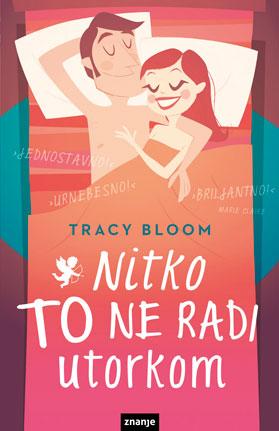 ›JEDNOSTAVNO!‹
›URNEBESNO!‹
›BRILJANTNO!‹
MARIE CLAIRE
TRACY BLOOM
Nitko
TO NE RADI
utorkom
znanje